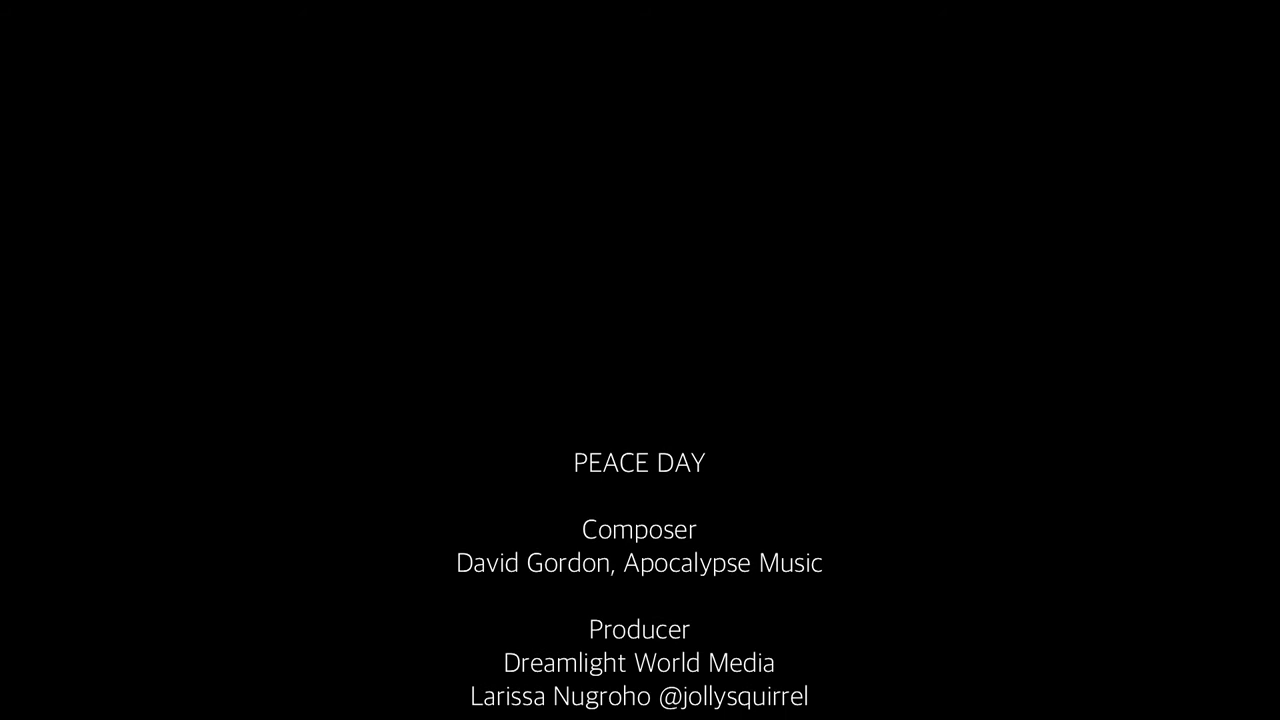 PEACE DAY
Composer
David Gordon, Apocalypse Music
Producer
Dreamlight World Media
Larissa Nugroho @jollysquirrel